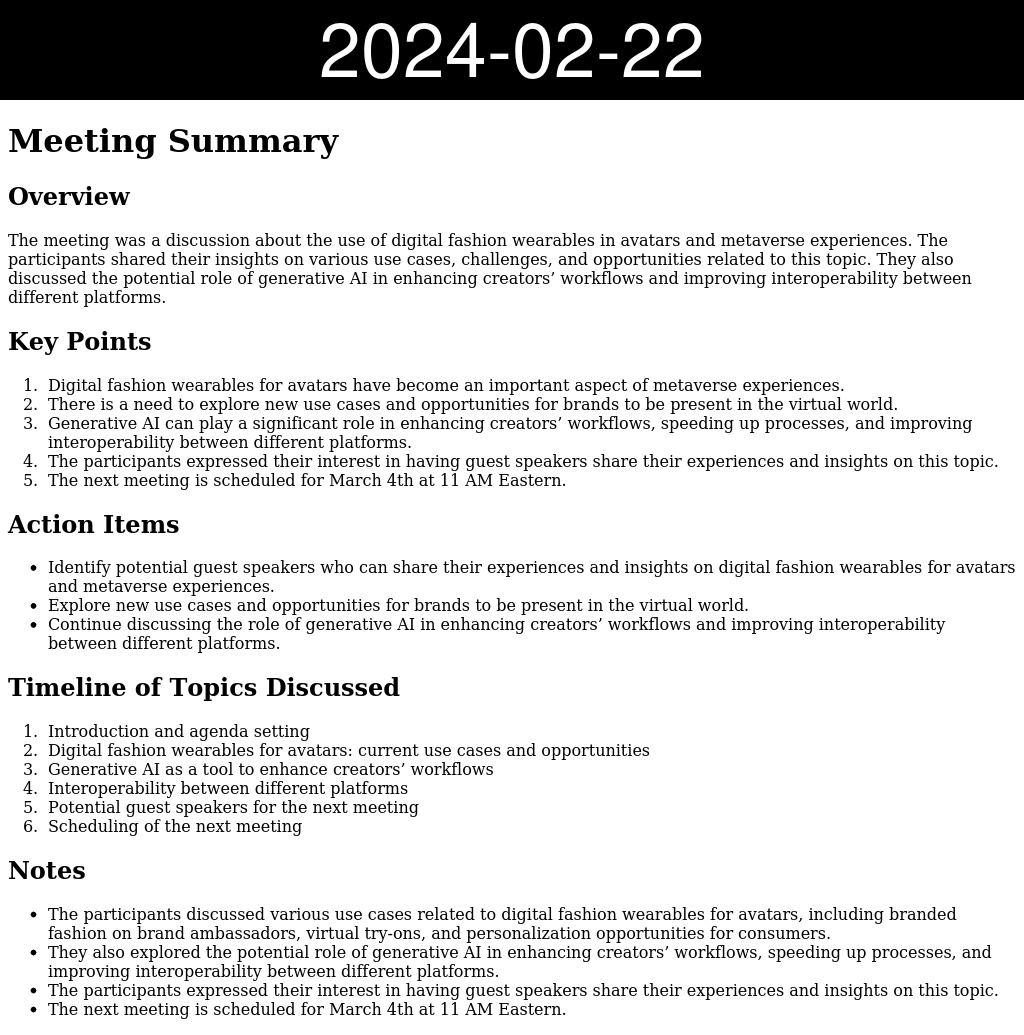 2024-02-22
Meeting Summary
Overview
The meeting was a discussion about the use of digital fashion wearables in avatars and metaverse experiences. The
participants shared their insights on various use cases, challenges, and opportunities related to this topic. They also
discussed the potential role of generative AI in enhancing creators’ workflows and improving interoperability between
different platforms.
Key Points
1. Digital fashion wearables for avatars have become an important aspect of metaverse experiences.
2. There is a need to explore new use cases and opportunities for brands to be present in the virtual world.
3. Generative AI can play a significant role in enhancing creators’ workflows, speeding up processes, and improving
interoperability between different platforms.
4. The participants expressed their interest in having guest speakers share their experiences and insights on this topic.
5. The next meeting is scheduled for March 4th at 11 AM Eastern.
Action Items
• Identify potential guest speakers who can share their experiences and insights on digital fashion wearables for avatars
and metaverse experiences.
• Explore new use cases and opportunities for brands to be present in the virtual world.
• Continue discussing the role of generative AI in enhancing creators’ workflows and improving interoperability
between different platforms.
Timeline of Topics Discussed
1. Introduction and agenda setting
2. Digital fashion wearables for avatars: current use cases and opportunities
3. Generative AI as a tool to enhance creators’ workflows
4. Interoperability between different platforms
5. Potential guest speakers for the next meeting
6. Scheduling of the next meeting
Notes
• The participants discussed various use cases related to digital fashion wearables for avatars, including branded
fashion on brand ambassadors, virtual try-ons, and personalization opportunities for consumers.
• They also explored the potential role of generative AI in enhancing creators’ workflows, speeding up processes, and
improving interoperability between different platforms.
• The participants expressed their interest in having guest speakers share their experiences and insights on this topic.
• The next meeting is scheduled for March 4th at 11 AM Eastern.